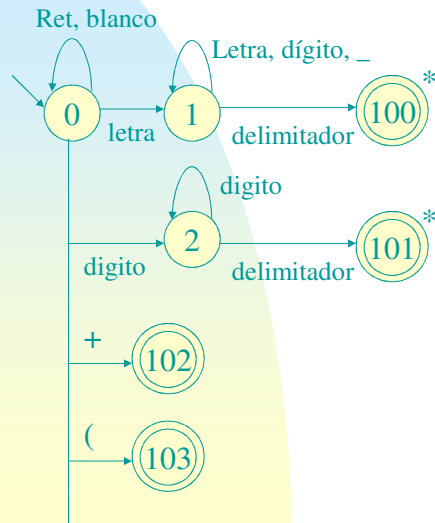 Ret, blanco
Letra, dígito, _
0
1
100
*
letra
delimitador
digito
2
101
*
digito
delimitador
+
102
(
103